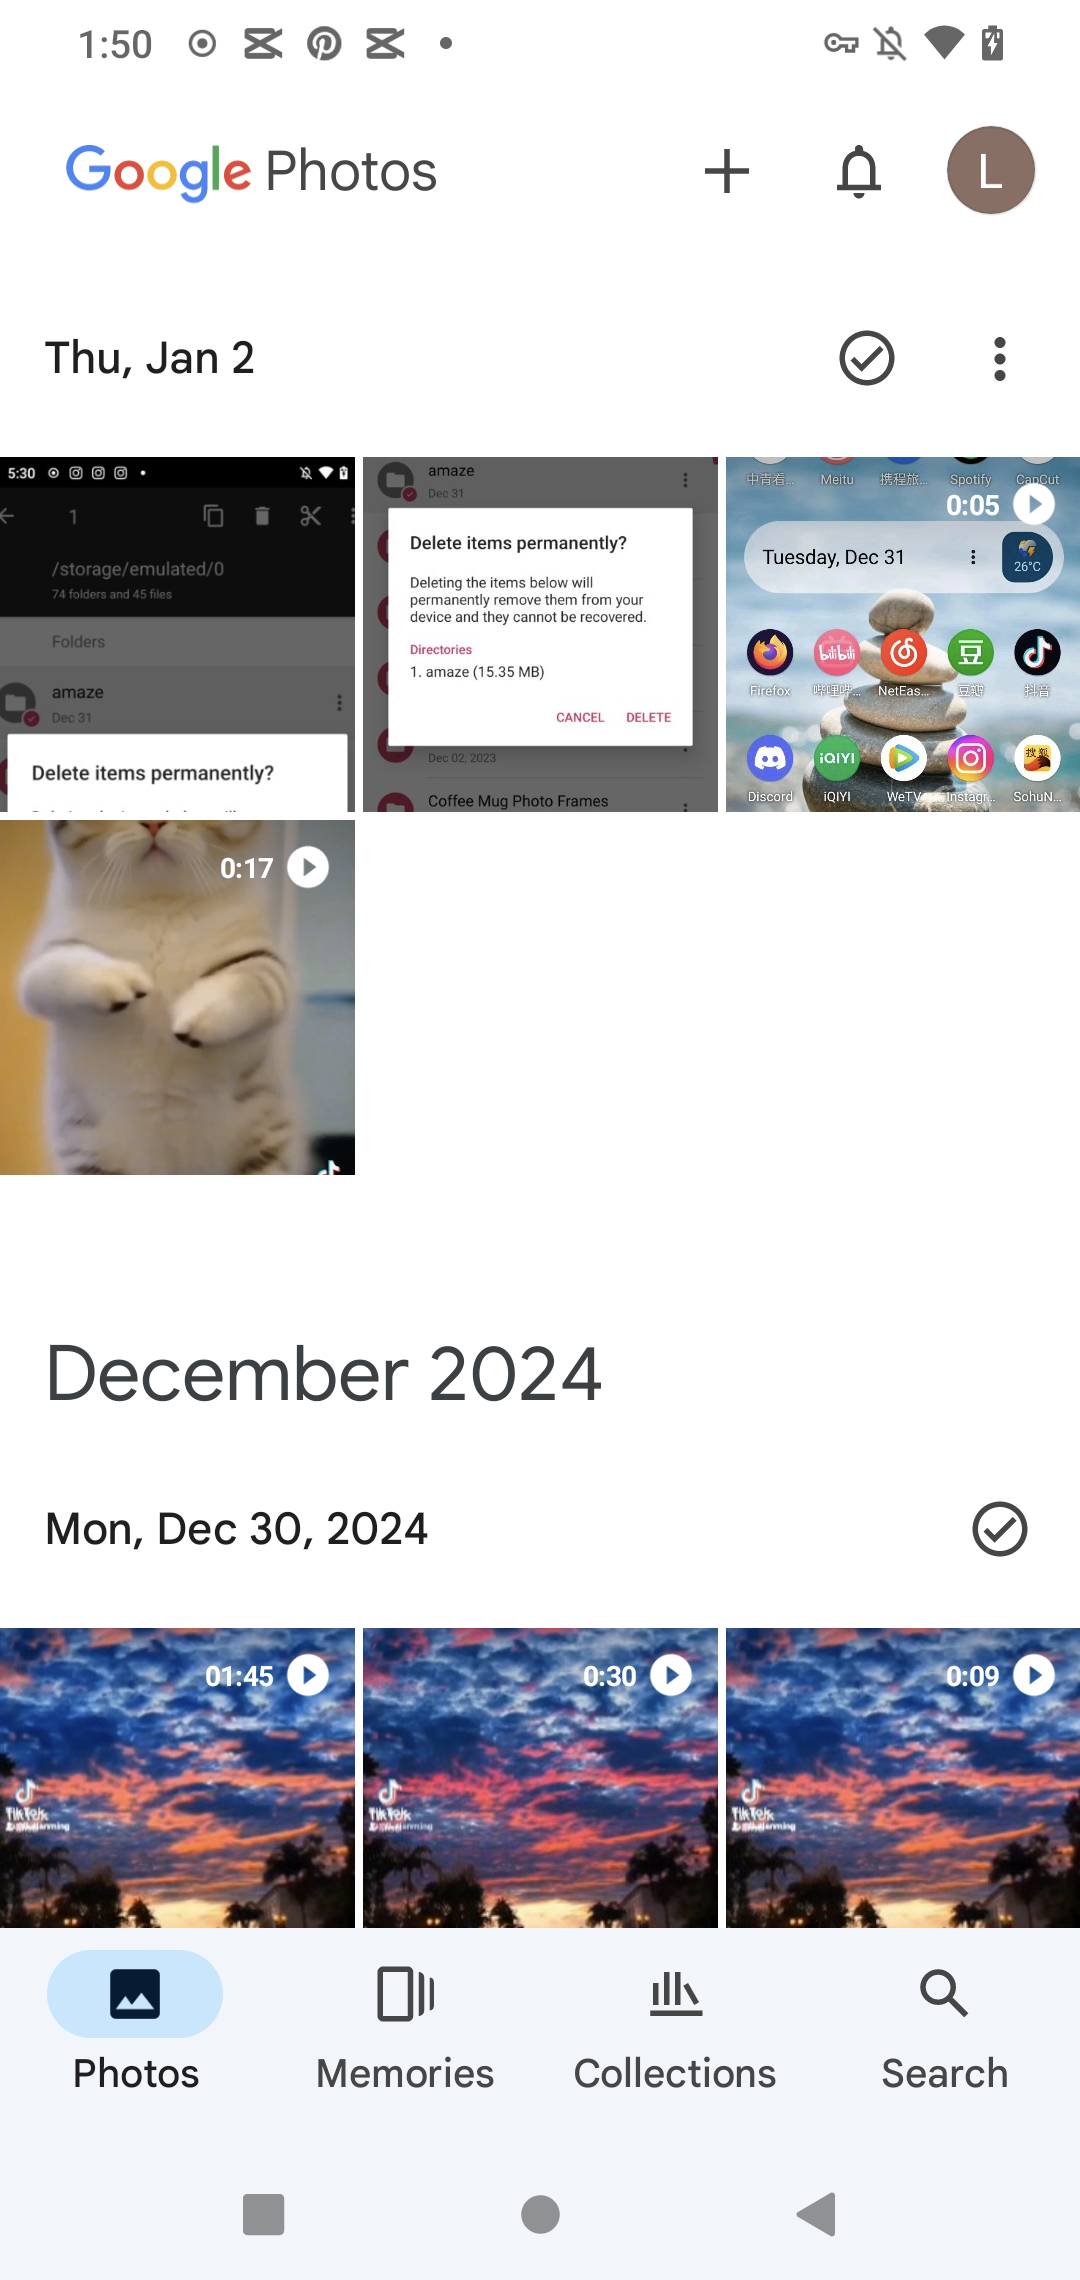 1:50
Google Photos
L
Thu, Jan 2
5:30
1
/storage/emulated/0
74 folders and 45 files
Folders
amaze
Dec 31
Delete items permanently?
amaze
Dec 31
Delete items permanently?
Deleting the items below will
permanently remove them from your
device and they cannot be recovered.
Directories
1. amaze (15.35 MB)
CANCEL DELETE
Dec 02, 2023
Coffee Mug Photo Frames
中青看... Meitu 携程旅... Spotify CapCut
0:05
Tuesday, Dec 31
26°C
bilibili
豆
Firefox 哔哩哔... NetEas... 豆瓣 抖音
iQIYI
搜狐
Discord iQIYI WeTV Instagr... SohuN...
0:17
December 2024
Mon, Dec 30, 2024
01:45
TikTok
0:30
TikTok
0:09
TikTok
Photos Memories Collections Search